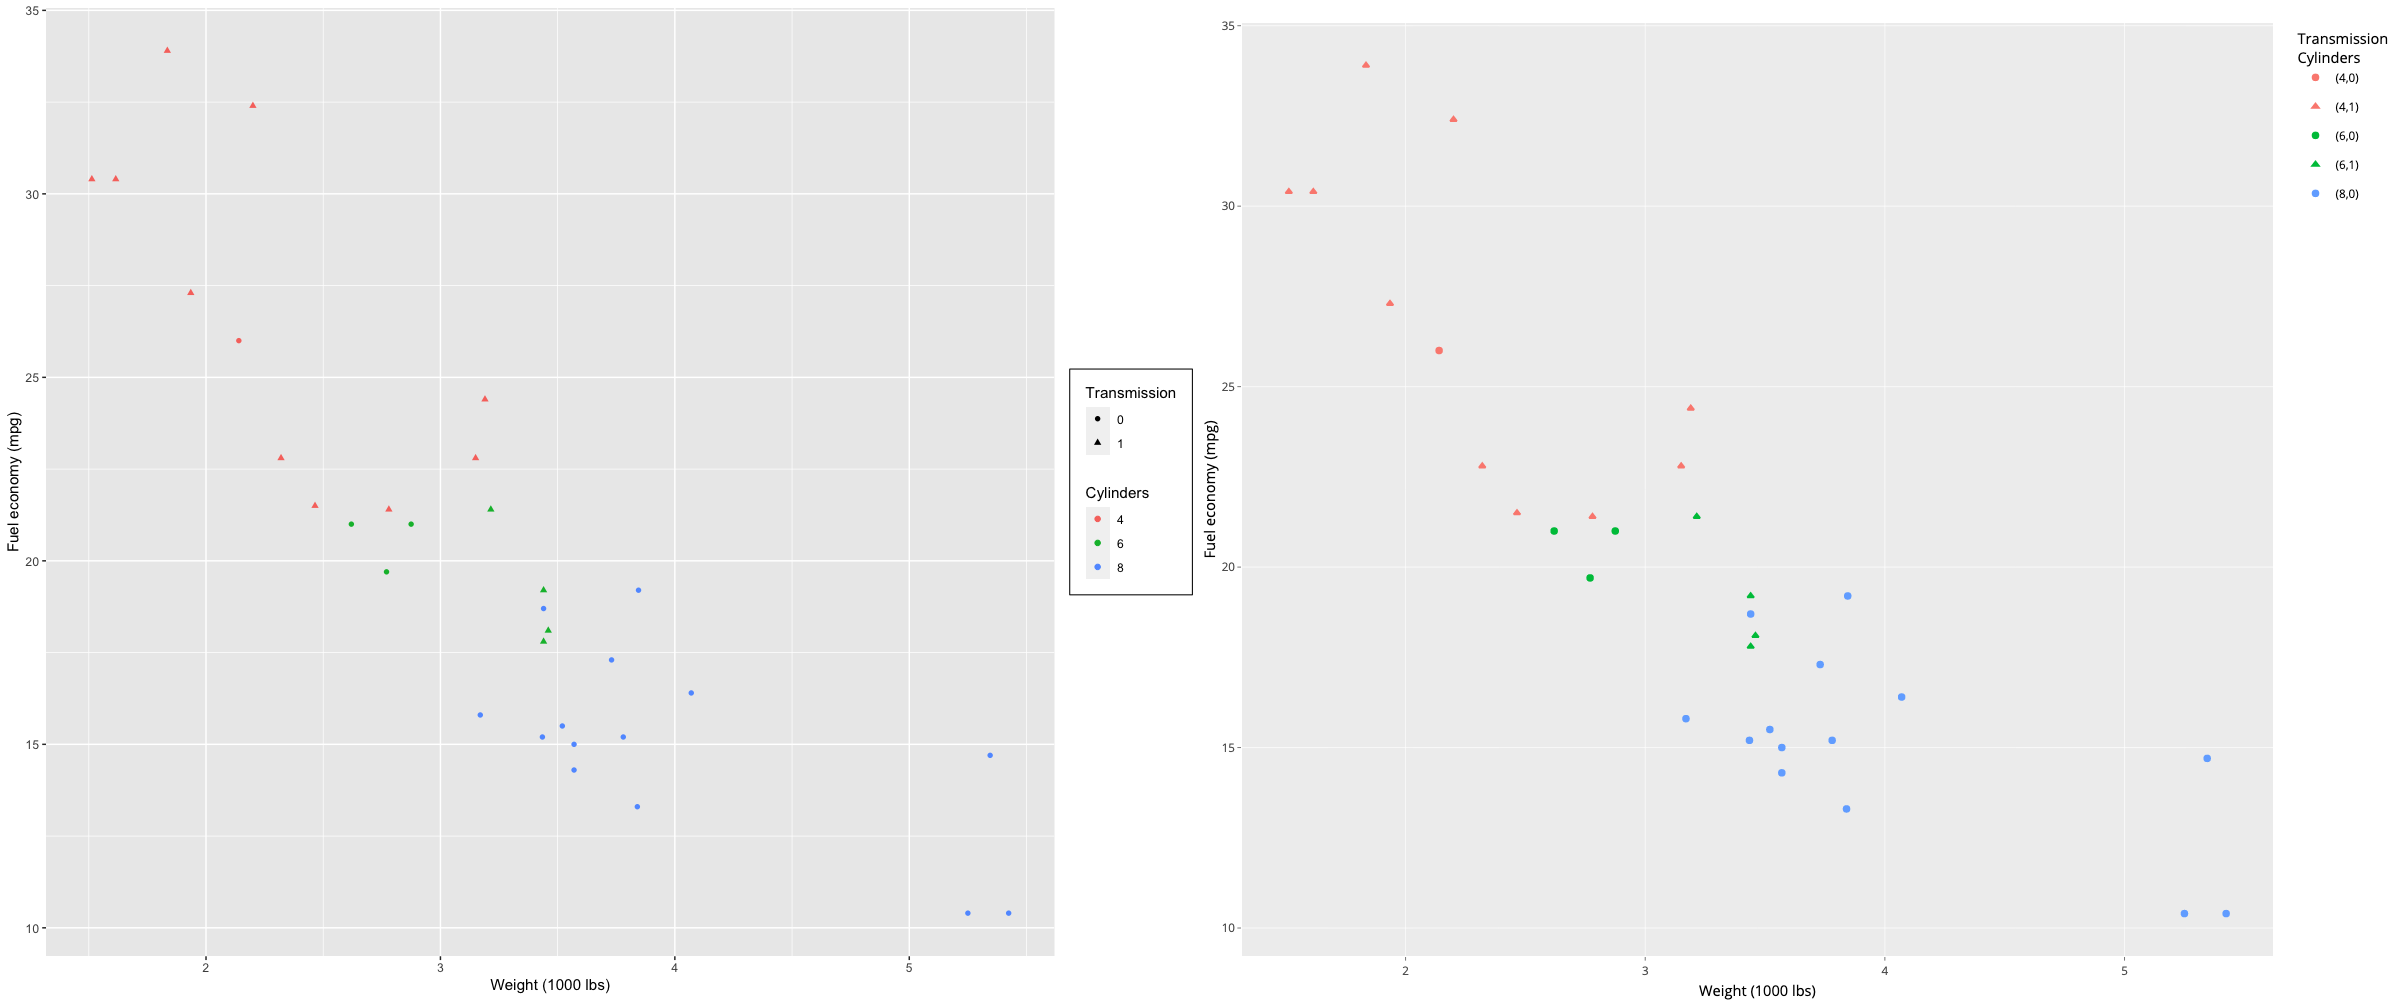 35
30
25
20
15
10
Fuel economy (mpg)
2 3 4 5
Weight (1000 lbs)
Transmission
0
1
Cylinders
4
6
8
35
30
25
20
15
10
Fuel economy (mpg)
2 3 4 5
Weight (1000 lbs)
Transmission
Cylinders
(4,0)
(4,1)
(6,0)
(6,1)
(8,0)